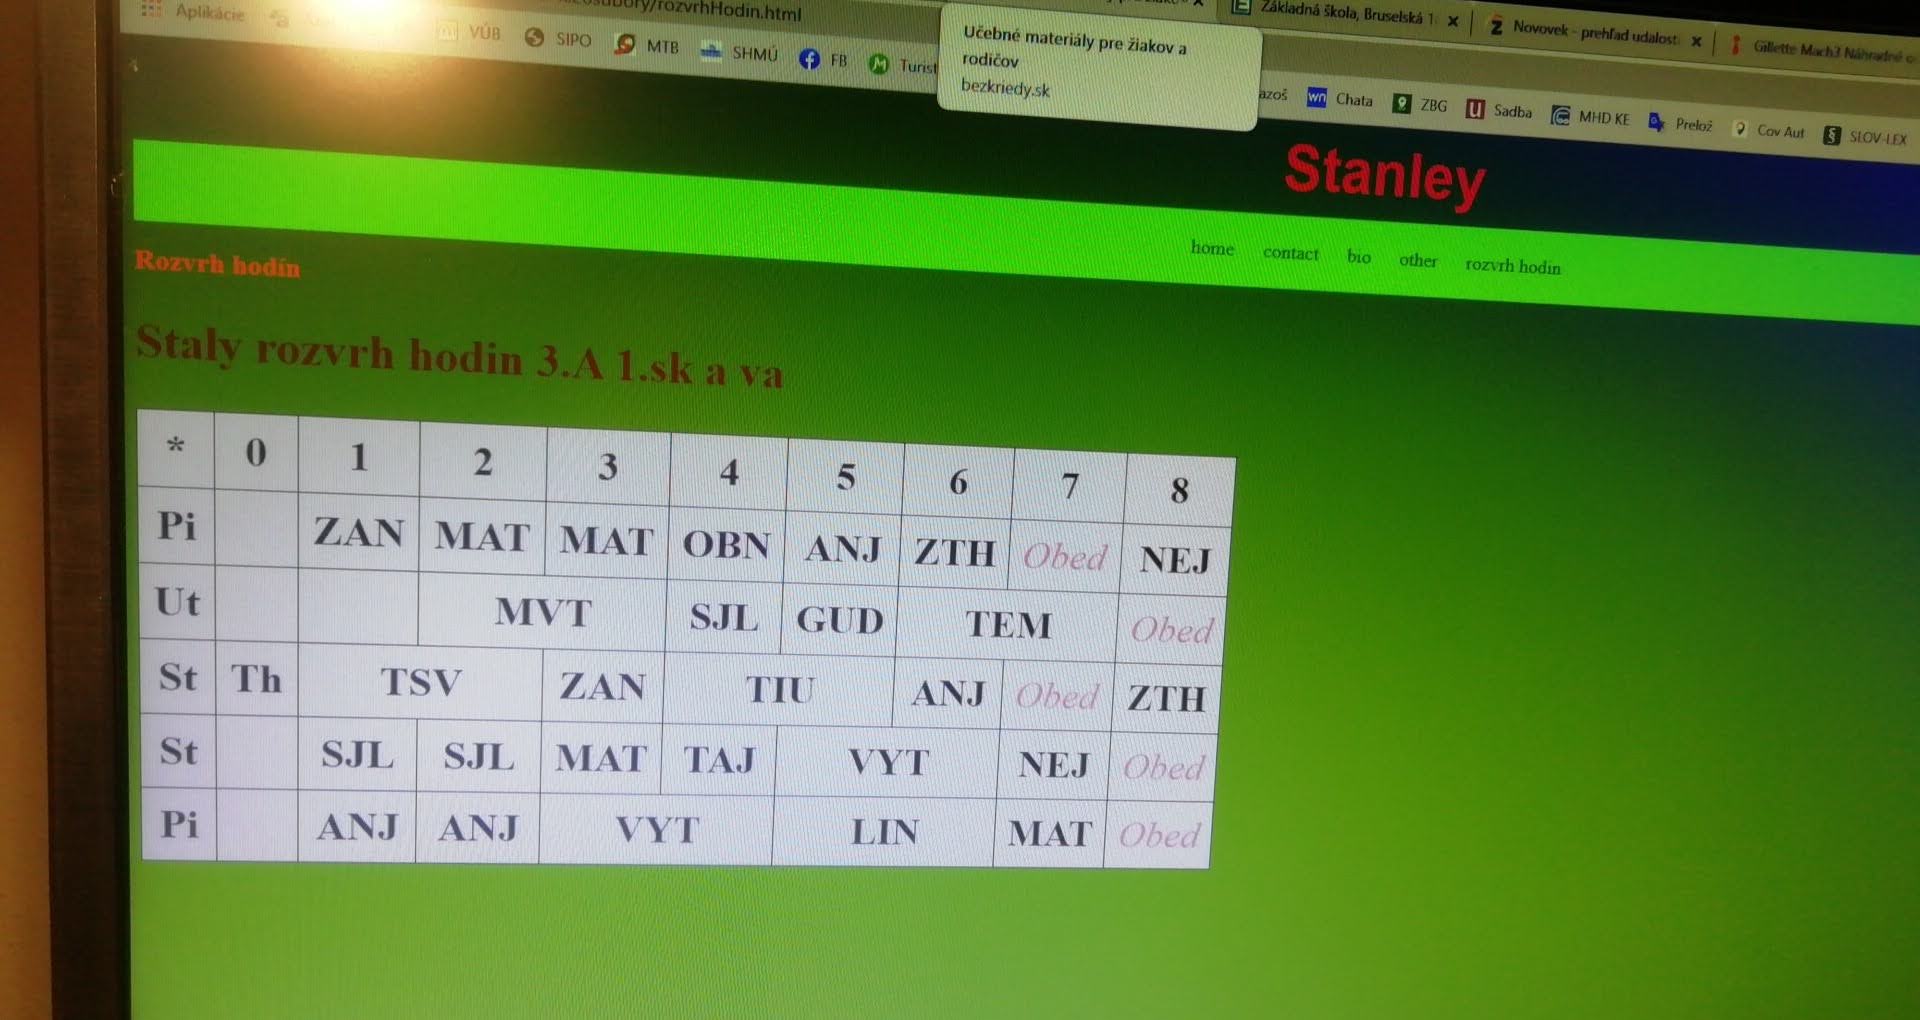 rozvrhHodin.html
Základná škola, Bruselská
Novovek - prehľad udalostí
Gillette Mach3 Náhradné
Aplikácie
VÚB
SIPO
MTB
SHMÚ
FB
Turist
Učebné materiály pre žiakov a
rodičov
bezkriedy.sk
azoš
Chata
ZBG
Sadba
MHD KE
Prelož
Cov Aut
SLOV-LEX
Stanley
home contact bio other rozvrh hodin
Rozvrh hodín
Staly rozvrh hodin 3.A 1.sk a va
* 0 1 2 3 4 5 6 7 8
Pi ZAN MAT MAT OBN ANJ ZTH Obed NEJ
Ut MVT SJL GUD TEM Obed
St Th TSV ZAN TIU ANJ Obed ZTH
St SJL SJL MAT TAJ VYT NEJ Obed
Pi ANJ ANJ VYT LIN MAT Obed